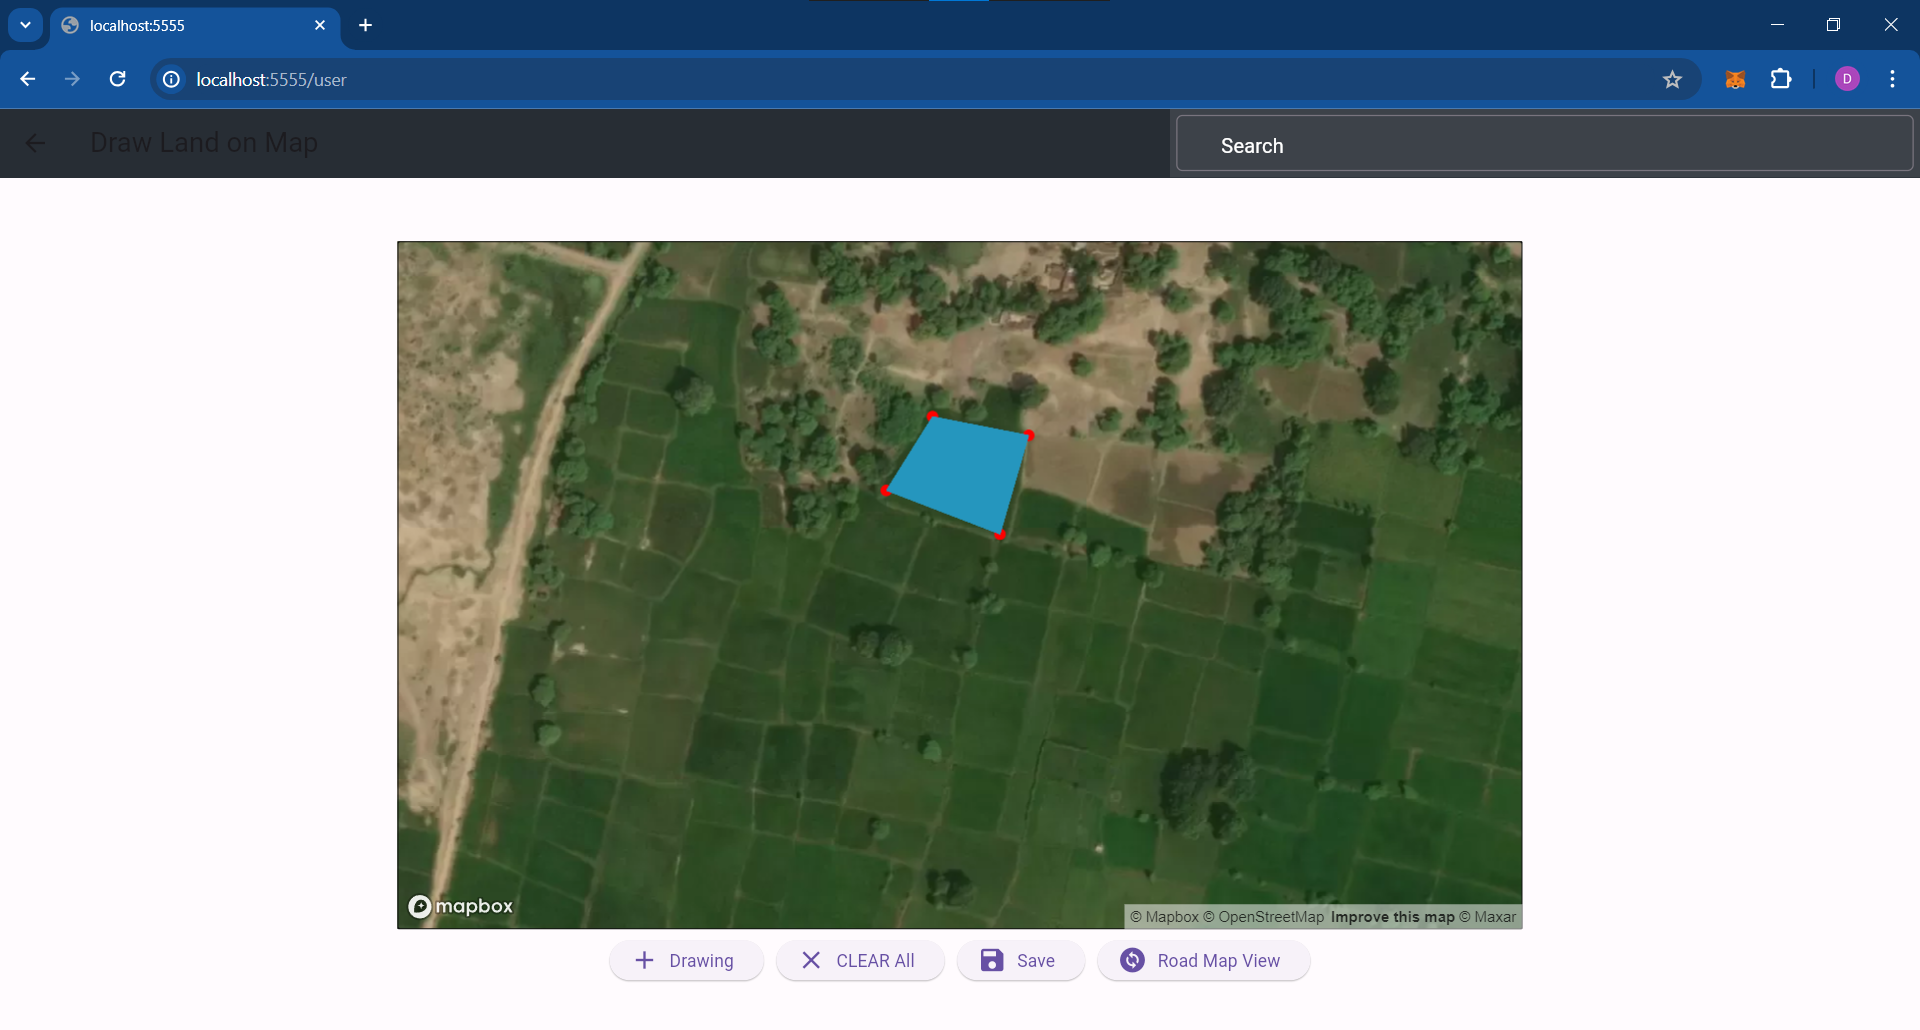 localhost:5555
localhost:5555/user
D
Draw Land on Map
Search
mapbox
© Mapbox © OpenStreetMap Improve this map © Maxar
Drawing
CLEAR All
Save
Road Map View